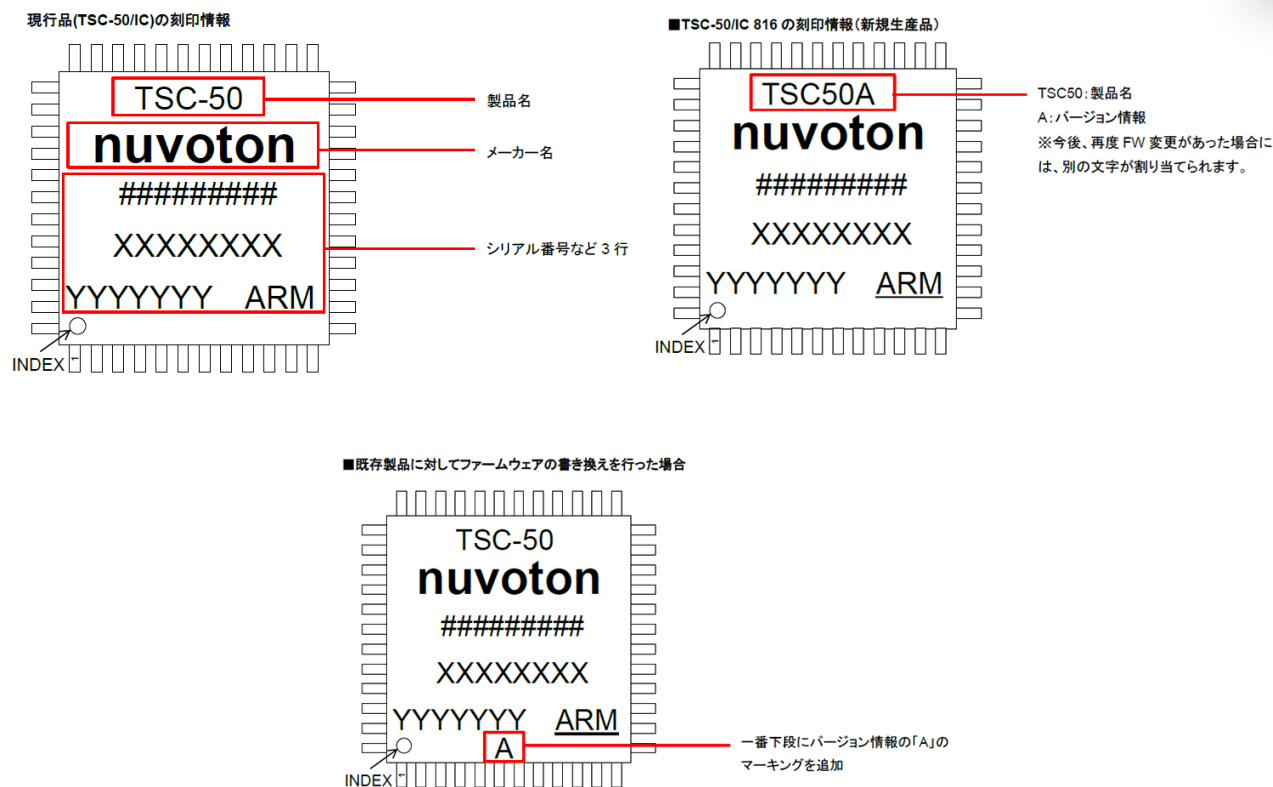 現行品(TSC-50/IC)の刻印情報
TSC-50
製品名
nuvoton
メーカー名
#########
XXXXXXXX
シリアル番号など 3 行
YYYYYYY ARM
INDEX
1
■TSC-50/IC 816 の刻印情報(新規生産品)
TSC50A
TSC50:製品名
A:バージョン情報
※今後、再度 FW 変更があった場合に
は、別の文字が割り当てられます。
nuvoton
#########
XXXXXXXX
YYYYYYY ARM
INDEX
1
■既存製品に対してファームウェアの書き換えを行った場合
TSC-50
nuvoton
#########
XXXXXXXX
YYYYYYY ARM
A
一番下段にバージョン情報の「A」の
マーキングを追加
INDEX
1